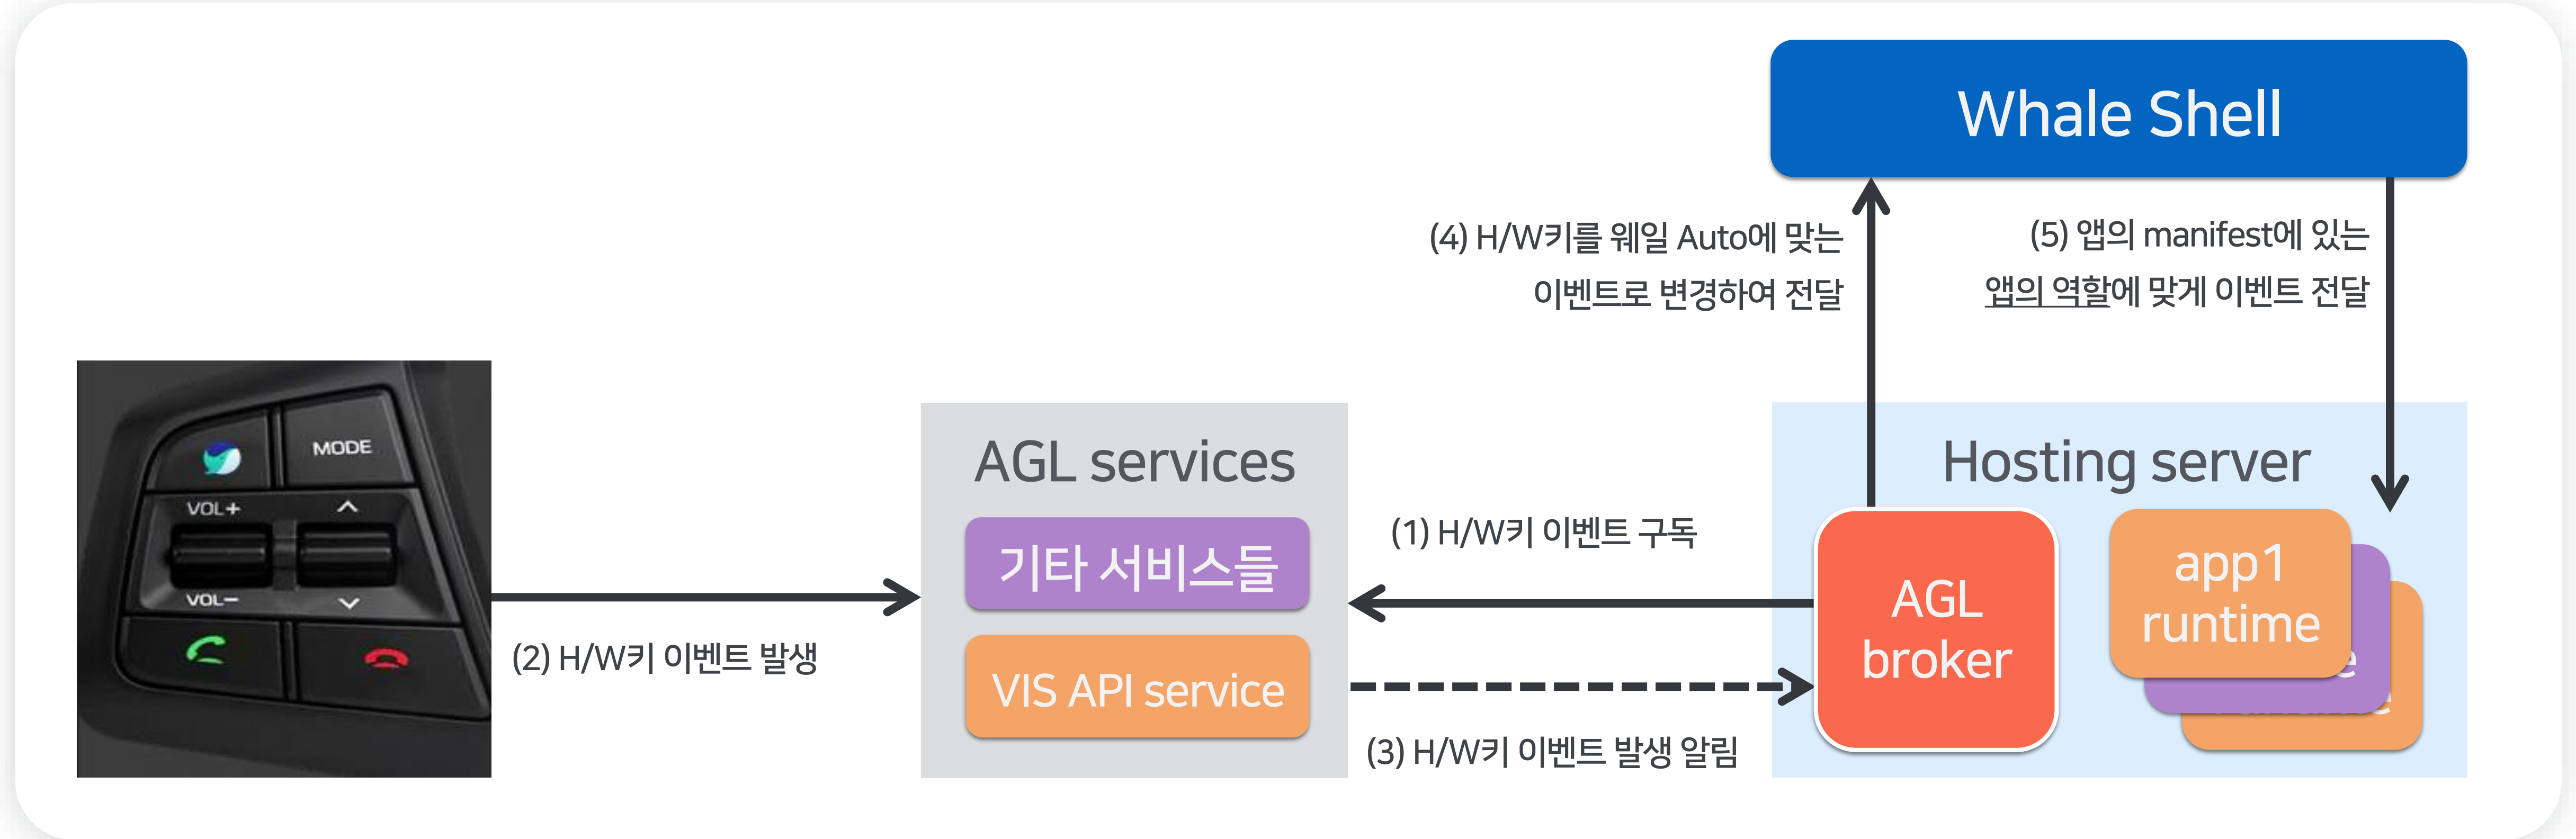 Whale Shell
(4) H/W키를 웨일 Auto에 맞는
이벤트로 변경하여 전달
(5) 앱의 manifest에 있는
앱의 역할에 맞게 이벤트 전달
MODE
VOL+
VOL-
(2) H/W키 이벤트 발생
AGL services
기타 서비스들
VIS API service
(1) H/W키 이벤트 구독
(3) H/W키 이벤트 발생 알림
Hosting server
AGL
broker
app1
runtime